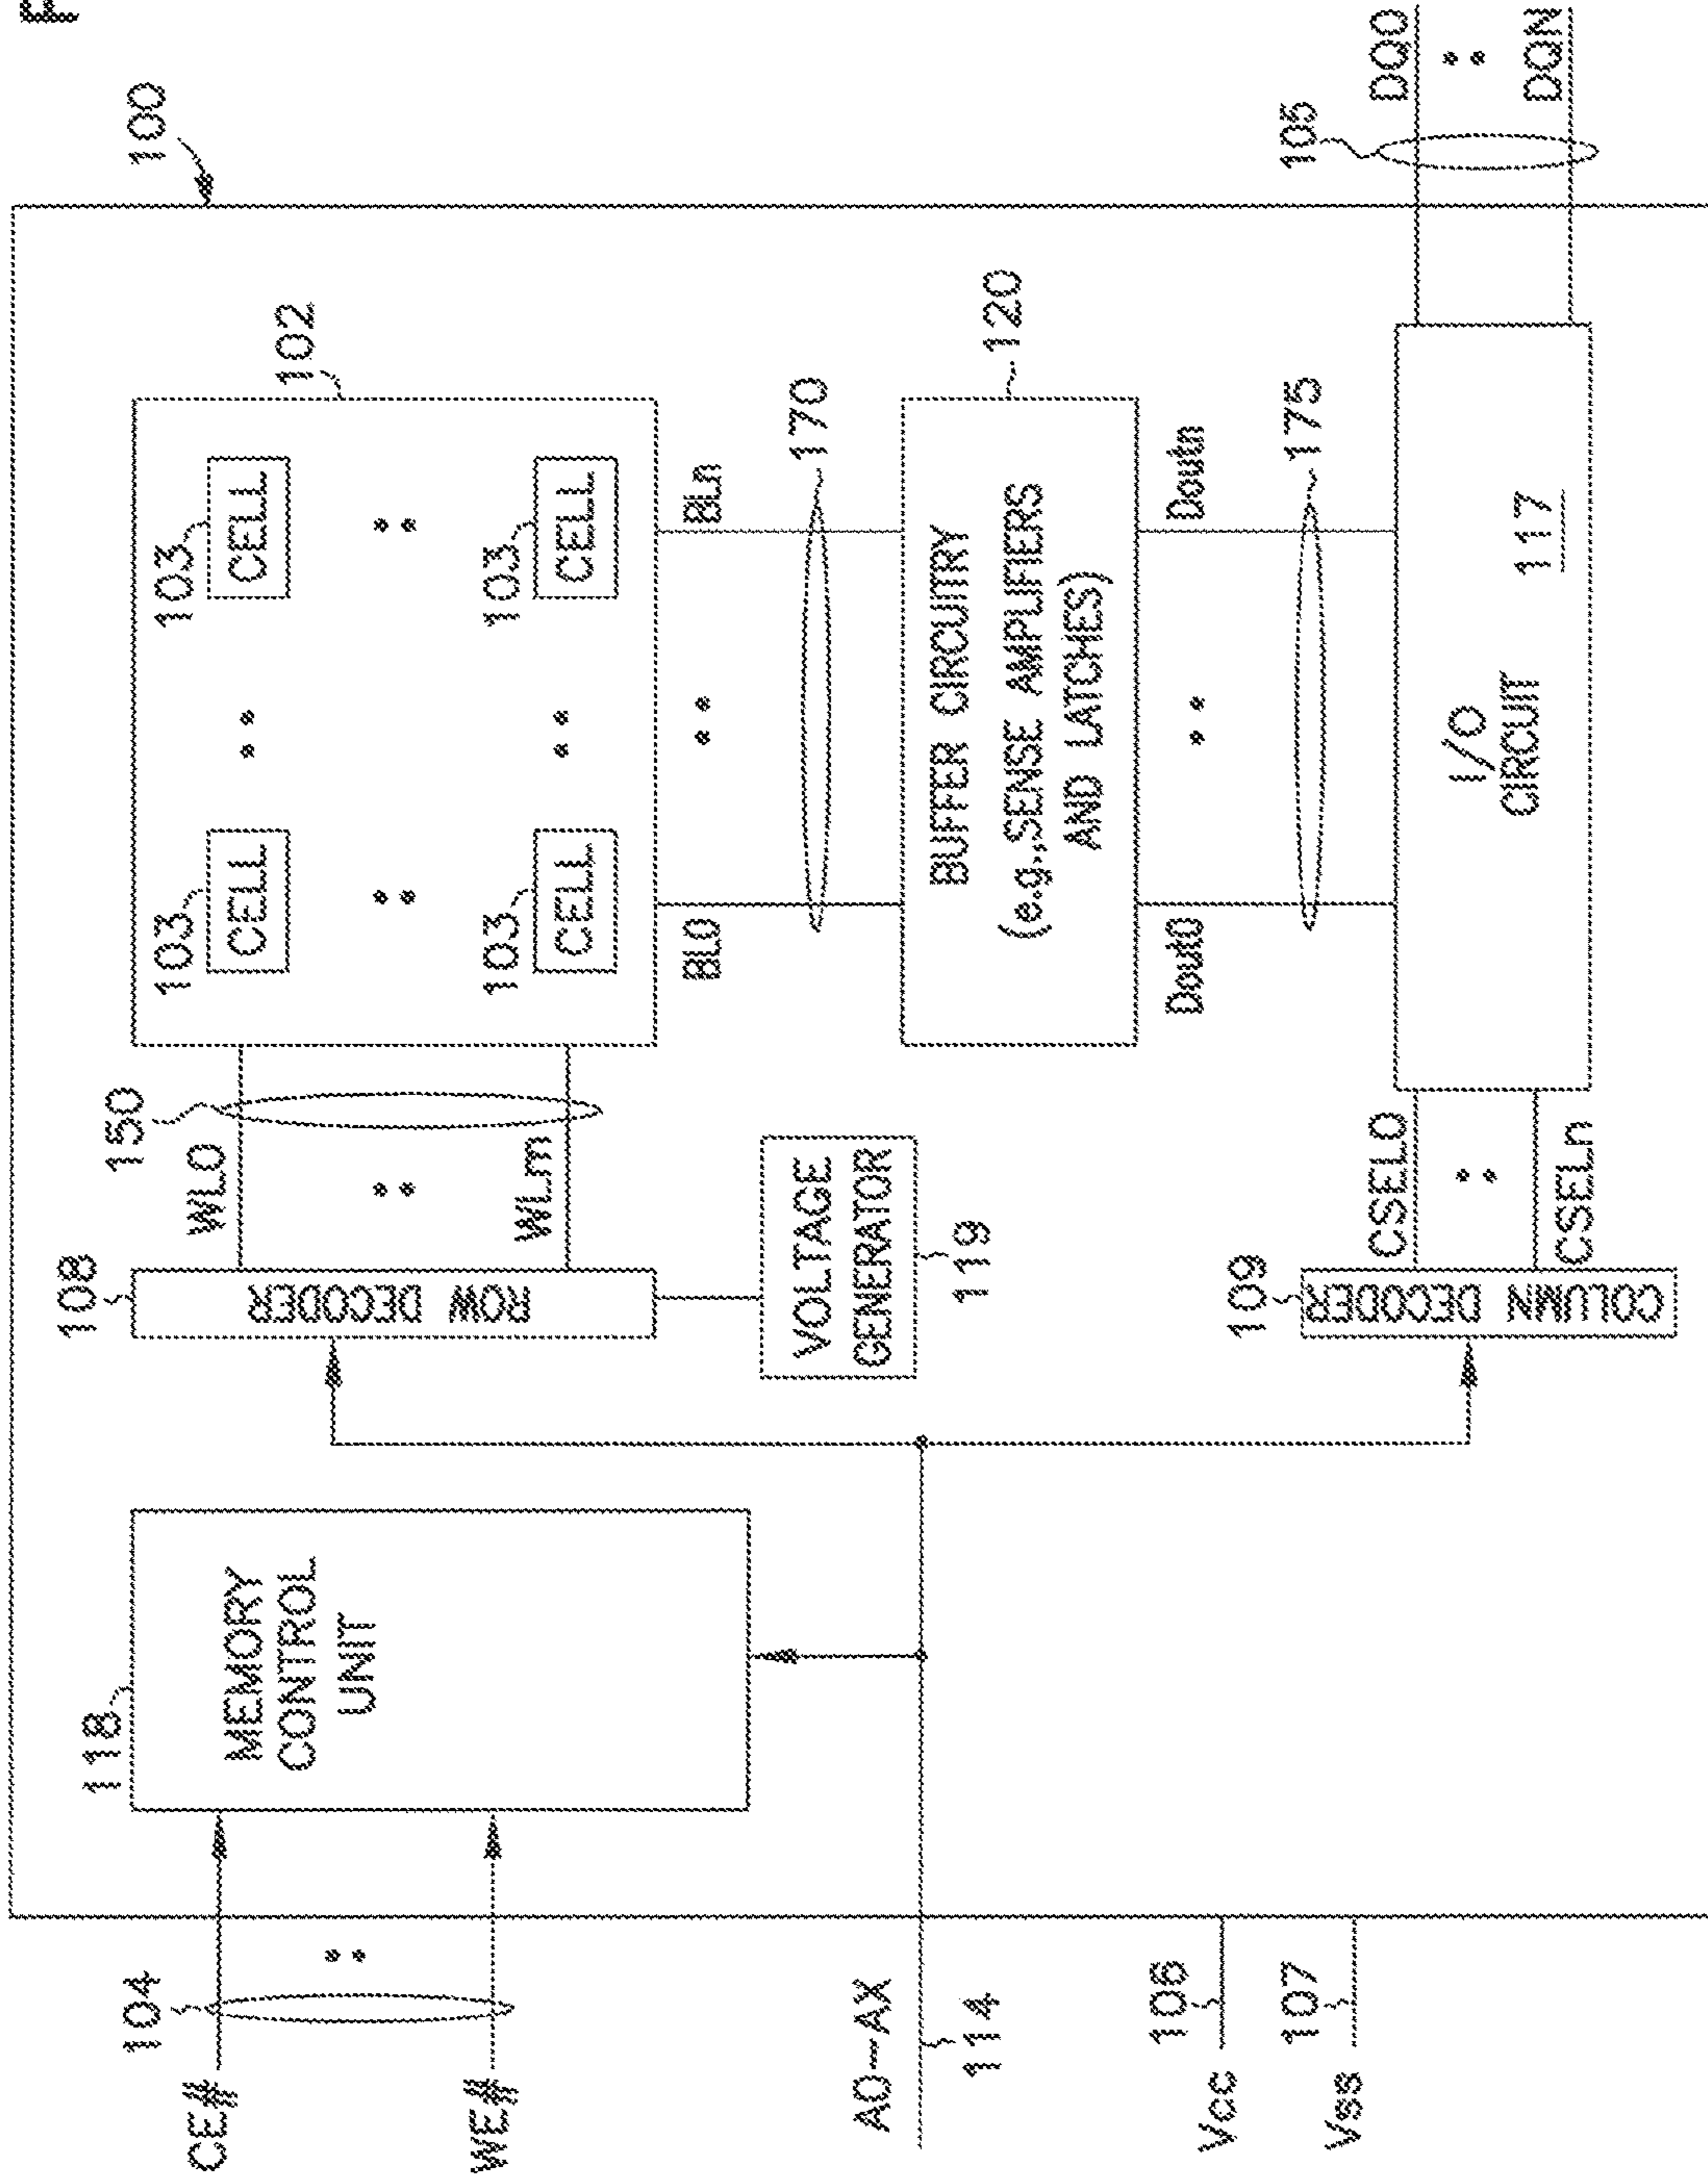 F
100
104
CE#
WE#
118
MEMORY
CONTROL
UNIT
108
ROW DECODER
150
WL0
WLm
102
103
CELL
103
CELL
103
CELL
103
CELL
VOLTAGE
GENERATOR
119
BL0
BLn
170
A0-AX
114
BUFFER CIRCUITRY
(e.g.,SENSE AMPLIFIERS
AND LATCHES)
120
Dout0
Doutn
175
Vcc
106
Vss
107
109
COLUMN DECODER
CSEL0
CSELn
I/O
CIRCUIT
117
105
DQ0
DQN